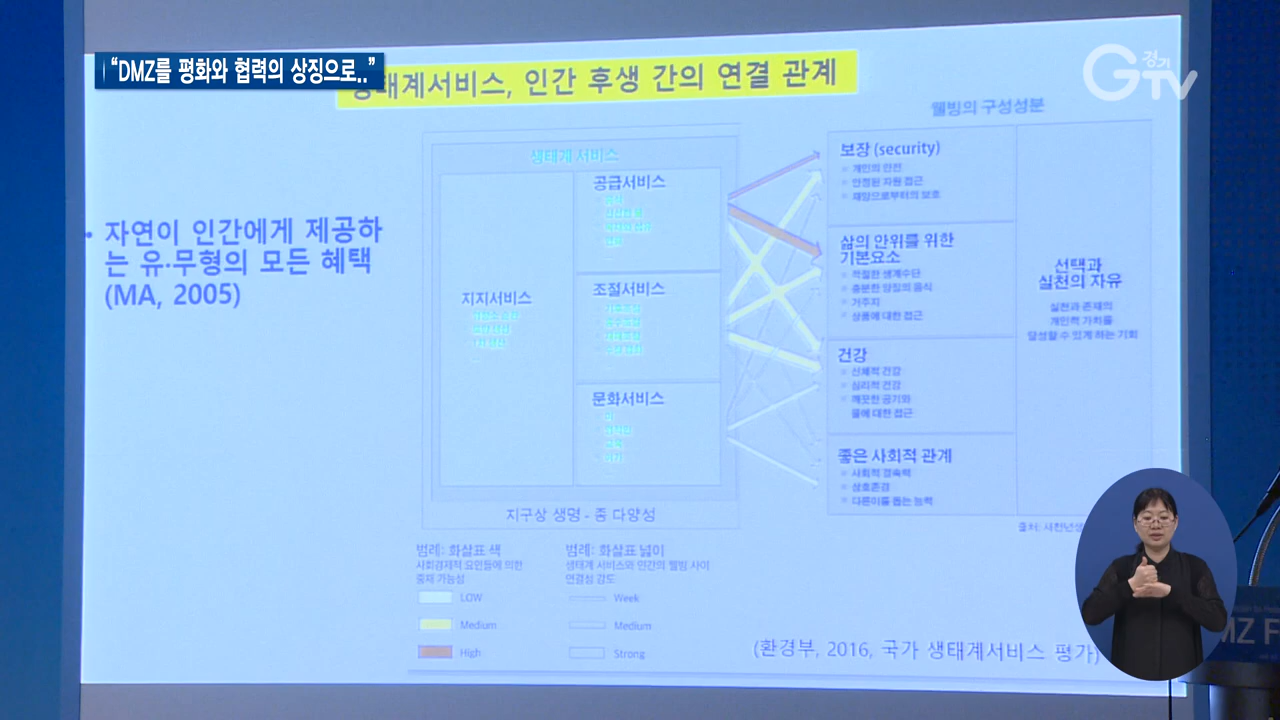 "DMZ를 평화와 협력의 상징으로.."
경기
GTV
생태계서비스, 인간 후생 간의 연결 관계
• 자연이 인간에게 제공하
는 유·무형의 모든 혜택
(MA, 2005)
생태계 서비스
지지서비스
공급서비스
조절서비스
문화서비스
교육
여가
지구상 생명 - 종 다양성
웰빙의 구성성분
보장 (security)
개인의 안전
안정된 자원 접근
재앙으로부터의 보호
삶의 안위를 위한
기본요소
적절한 생계수단
충분한 양질의 음식
거주지
상품에 대한 접근
건강
신체적 건강
심리적 건강
깨끗한 공기와
물에 대한 접근
좋은 사회적 관계
사회적 결속력
상호존경
다른이를 돕는 능력
선택과
실천의 자유
실천과 존재의
개인적 가치를
달성할 수 있게 하는 기회
출처: 새천년
범례: 화살표 색
사회경제적 요인들에 의한
중재 가능성
LOW
Medium
High
범례: 화살표 넓이
생태계 서비스와 인간의 웰빙 사이
연결성 강도
Week
Medium
Strong
(환경부, 2016, 국가 생태계서비스 평가)
MZ F